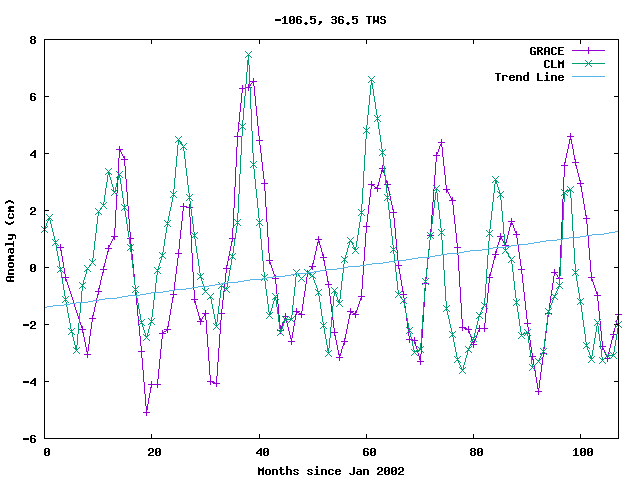 -106.5, 36.5 TWS
GRACE
CLM
Trend Line
8
6
4
2
0
-2
-4
-6
Anomaly (cm)
0 20 40 60 80 100
Months since Jan 2002